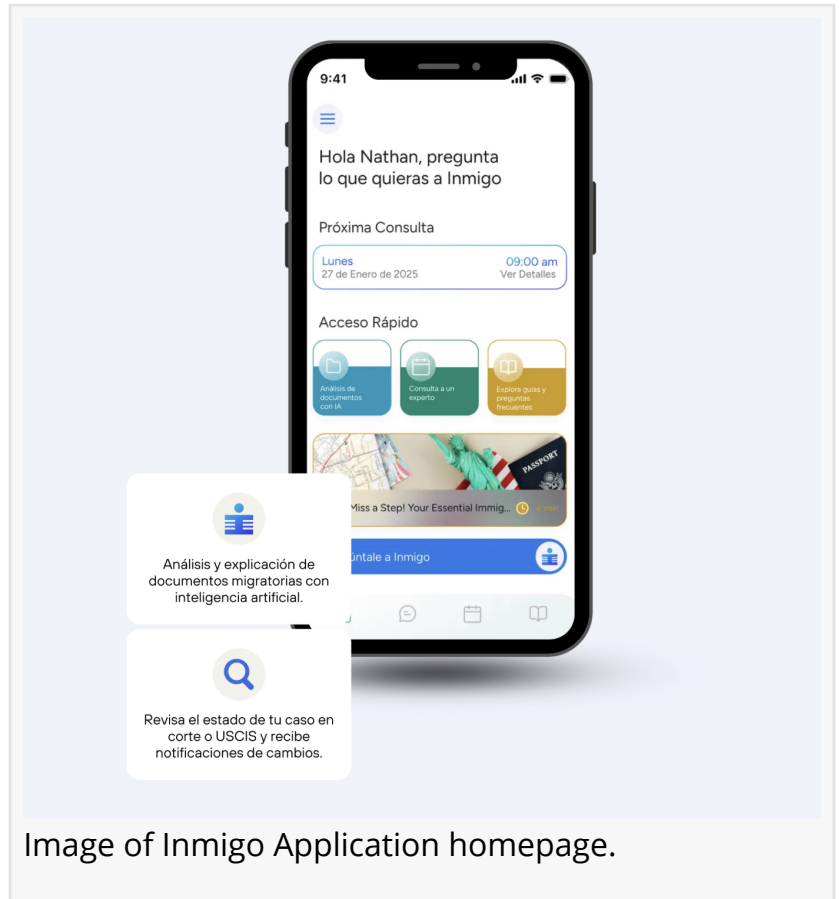 9:41
Hola Nathan, pregunta
lo que quieras a Inmigo
Próxima Consulta
Lunes
09:00 am
27 de Enero de 2025
Ver Detalles
Acceso Rápido
Análisis de
documentos
con IA
Consulta a un
experto
Explora guías y
preguntas
frecuentes
PASSPORT
Miss a Step! Your Essential Immig...
4 min
úntale a Inmigo
Análisis y explicación de
documentos migratorias con
inteligencia artificial.
Revisa el estado de tu caso en
corte o USCIS y recibe
notificaciones de cambios.
Image of Inmigo Application homepage.